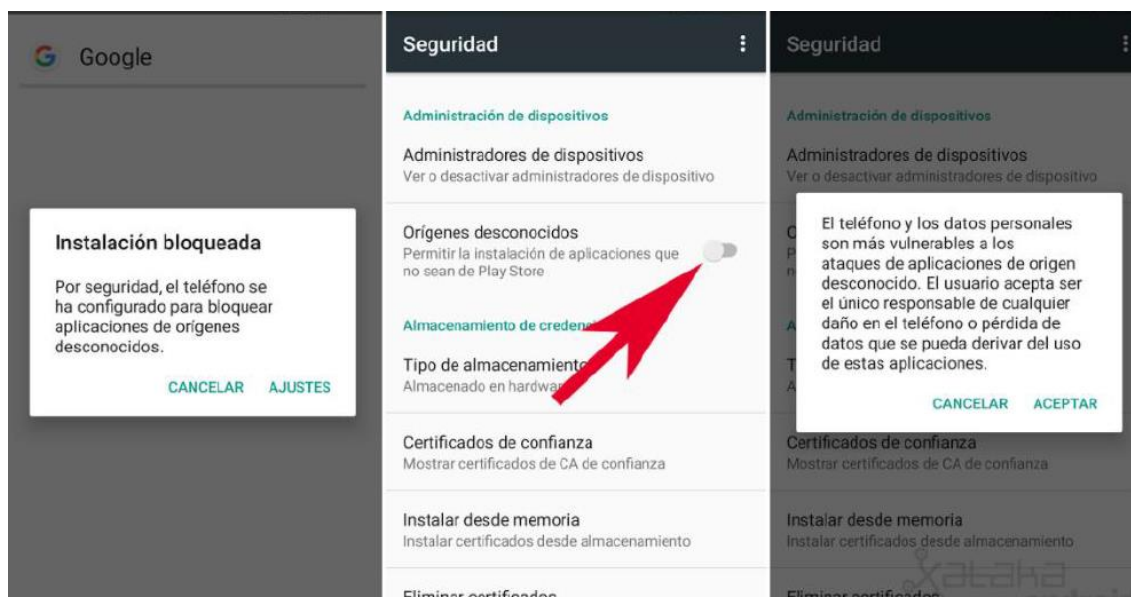 Google
Instalación bloqueada
Por seguridad, el teléfono se
ha configurado para bloquear
aplicaciones de orígenes
desconocidos.
CANCELAR AJUSTES
Seguridad
Administración de dispositivos
Administradores de dispositivos
Ver o desactivar administradores de dispositivo
Orígenes desconocidos
Permitir la instalación de aplicaciones que
no sean de Play Store
Almacenamiento de
Tipo de almacenamiento
Almacenado en
Certificados de confianza
Mostrar certificados de CA de confianza
Instalar desde memoria
Instalar certificados desde almacenamiento
Eliminar certificados
Seguridad
Administración de dispositivos
Administradores de dispositivos
Ver o desactivar administradores de dispositivo
El teléfono y los datos personales
son más vulnerables a los
ataques de aplicaciones de origen
desconocido. El usuario acepta ser
el único responsable de cualquier
daño en el teléfono o pérdida de
datos que se pueda derivar del uso
de estas aplicaciones.
CANCELAR ACEPTAR
Certificados de confianza
Mostrar certificados de CA de confianza
Instalar desde memoria
Instalar certificados desde almacenamiento
xataka
Eliminar certificados